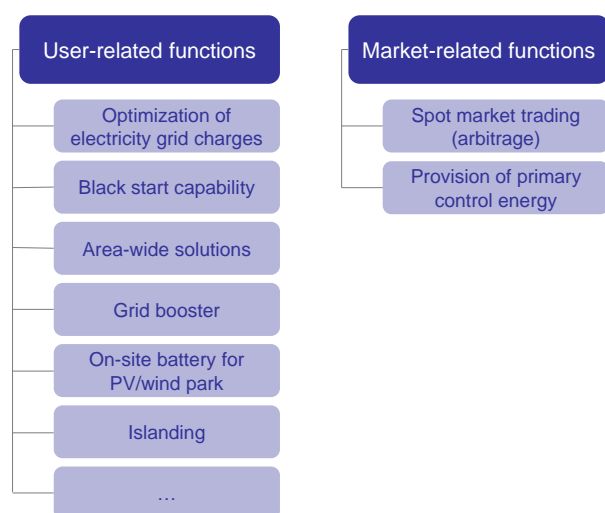 User-related functions
Optimization of
electricity grid charges
Black start capability
Area-wide solutions
Grid booster
On-site battery for
PV/wind park
Islanding
…
Market-related functions
Spot market trading
(arbitrage)
Provision of primary
control energy